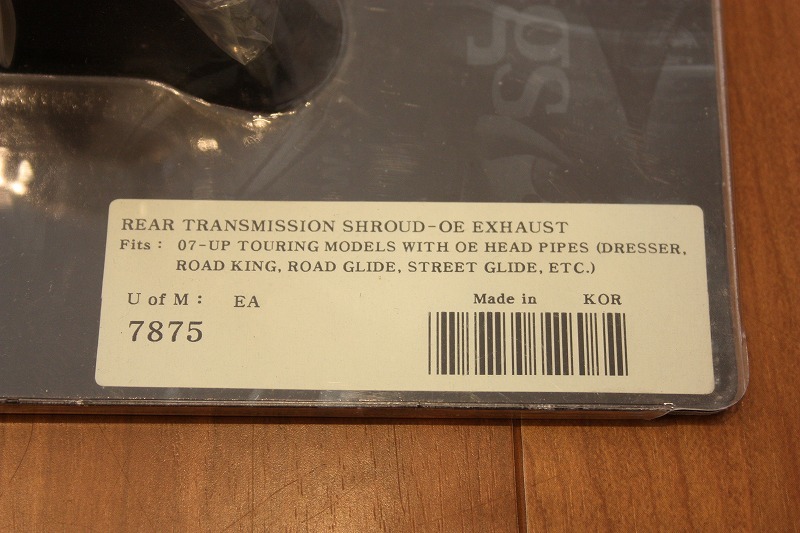 REAR TRANSMISSION SHROUD-OE EXHAUST
Fits : 07-UP TOURING MODELS WITH OE HEAD PIPES (DRESSER,
ROAD KING, ROAD GLIDE, STREET GLIDE, ETC.)
U of M : EA Made in KOR
7875